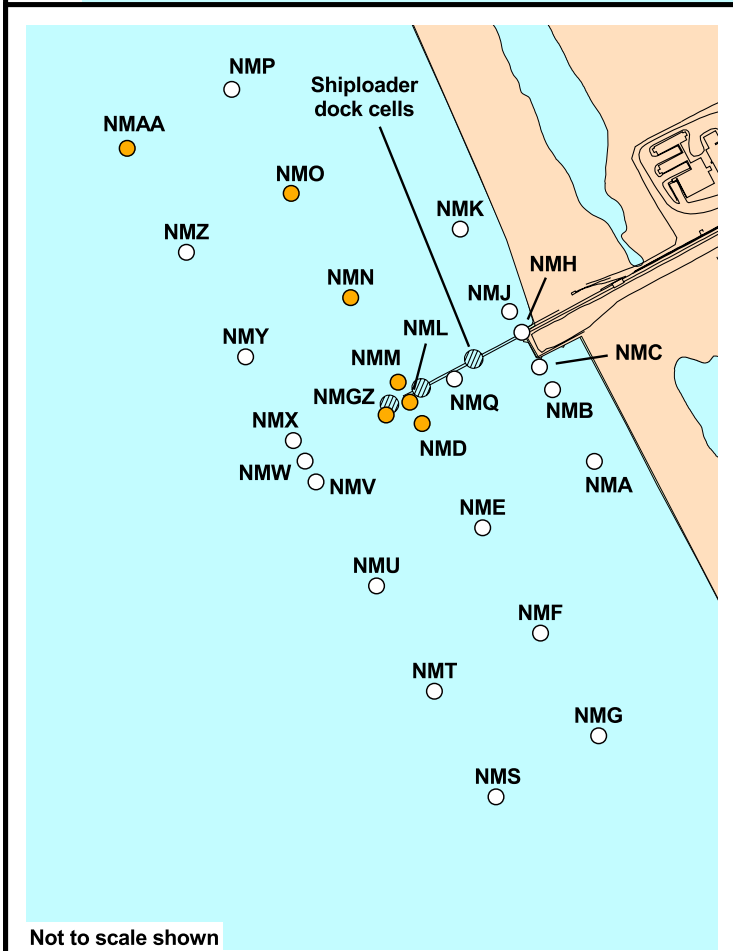 NMP
Shiploader
dock cells
NMAA
NMO
NMK
NMZ
NMH
NMN
NMJ
NML
NMY
NMC
NMM
NMGZ
NMQ
NMB
NMX
NMD
NMW
NMV
NMA
NME
NMU
NMF
NMT
NMG
NMS
Not to scale shown